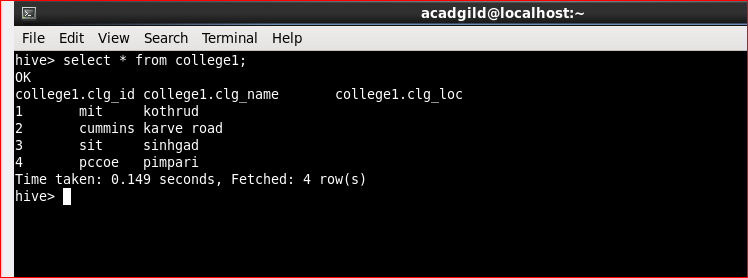 acadgild@localhost:~
File Edit View Search Terminal Help
hive> select * from college1;
OK
college1.clg_id college1.clg_name       college1.clg_loc
1       mit     kothrud
2       cummins karve road
3       sit     sinhgad
4       pccoe   pimpari
Time taken: 0.149 seconds, Fetched: 4 row(s)
hive>